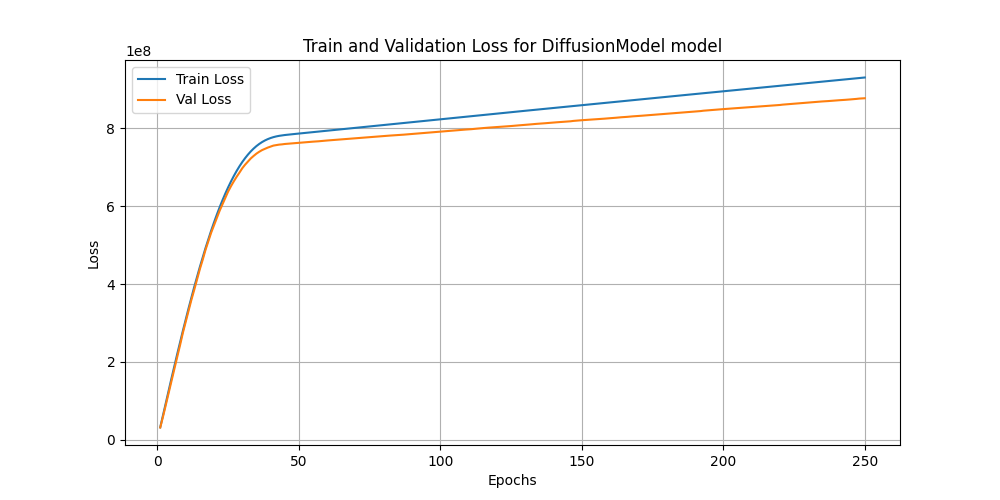 Train and Validation Loss for DiffusionModel model
1e8
Train Loss
Val Loss
8
6
4
2
0
Loss
0 50 100 150 200 250
Epochs